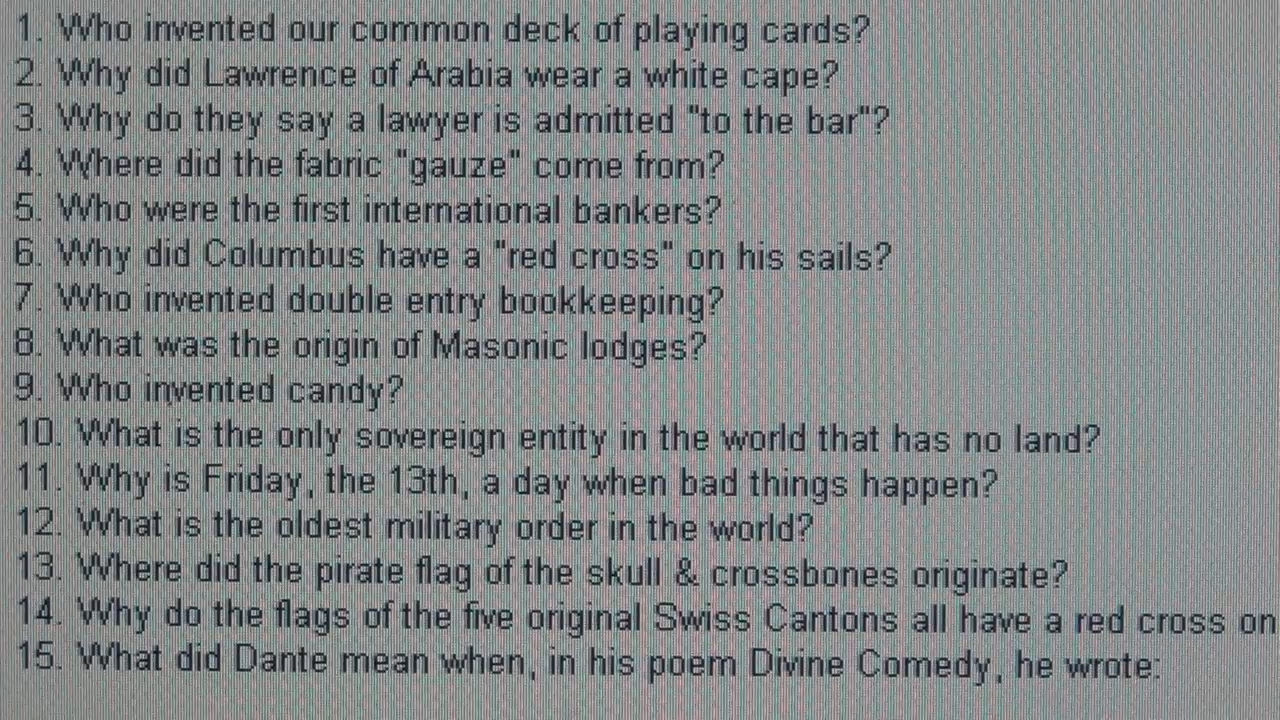 1. Who invented our common deck of playing cards?
2. Why did Lawrence of Arabia wear a white cape?
3. Why do they say a lawyer is admitted "to the bar"?
4. Where did the fabric "gauze" come from?
5. Who were the first international bankers?
6. Why did Columbus have a "red cross" on his sails?
7. Who invented double entry bookkeeping?
8. What was the origin of Masonic lodges?
9. Who invented candy?
10. What is the only sovereign entity in the world that has no land?
11. Why is Friday, the 13th, a day when bad things happen?
12. What is the oldest military order in the world?
13. Where did the pirate flag of the skull & crossbones originate?
14. Why do the flags of the five original Swiss Cantons all have a red cross on
15. What did Dante mean when, in his poem Divine Comedy, he wrote: